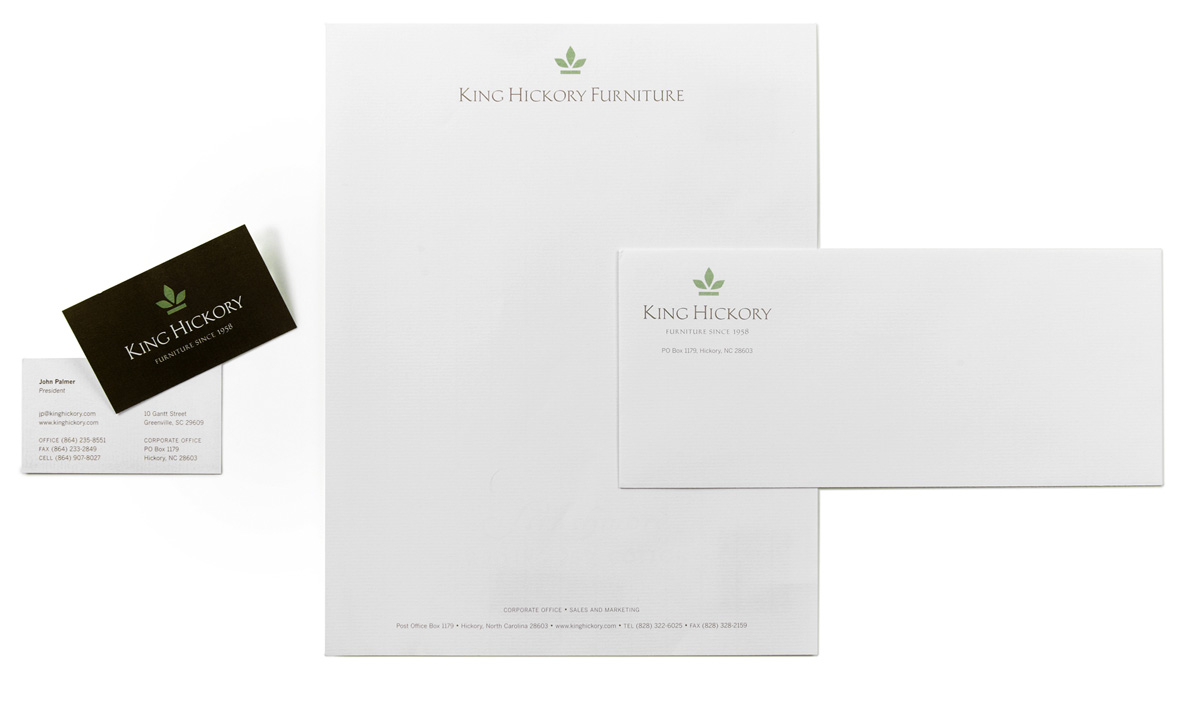 King Hickory
Furniture Since 1958
John Palmer
President
jp@kinghickory.com
www.kinghickory.com
OFFICE (864) 235-8551
FAX (864) 233-2849
CELL (864) 907-8027
10 Gantt Street
Greenville, SC 29609
CORPORATE OFFICE
PO Box 1179
Hickory, NC 28603
King Hickory Furniture
CORPORATE OFFICE • SALES AND MARKETING
Post Office Box 1179 • Hickory, North Carolina 28603 • www.kinghickory.com • TEL (828) 322-6025 • FAX (828) 328-2159
King Hickory
Furniture Since 1958
PO Box 1179, Hickory, NC 28603